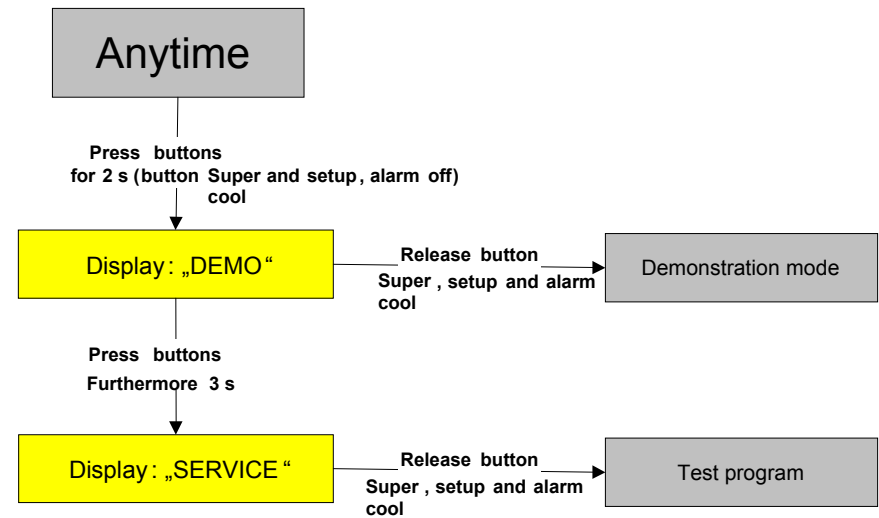 Anytime
Press buttons
for 2 s (button Super and setup, alarm off)
cool
Display: „DEMO“
Release button
Super, setup and alarm
cool
Demonstration mode
Press buttons
Furthermore 3 s
Display: „SERVICE“
Release button
Super, setup and alarm
cool
Test program